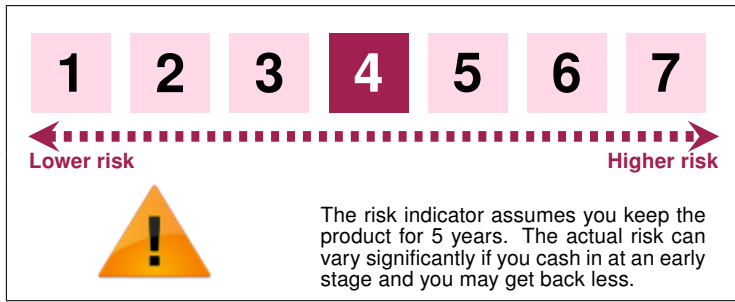 1 2 3 4 5 6 7
Lower risk Higher risk
!
The risk indicator assumes you keep the
product for 5 years. The actual risk can
vary significantly if you cash in at an early
stage and you may get back less.